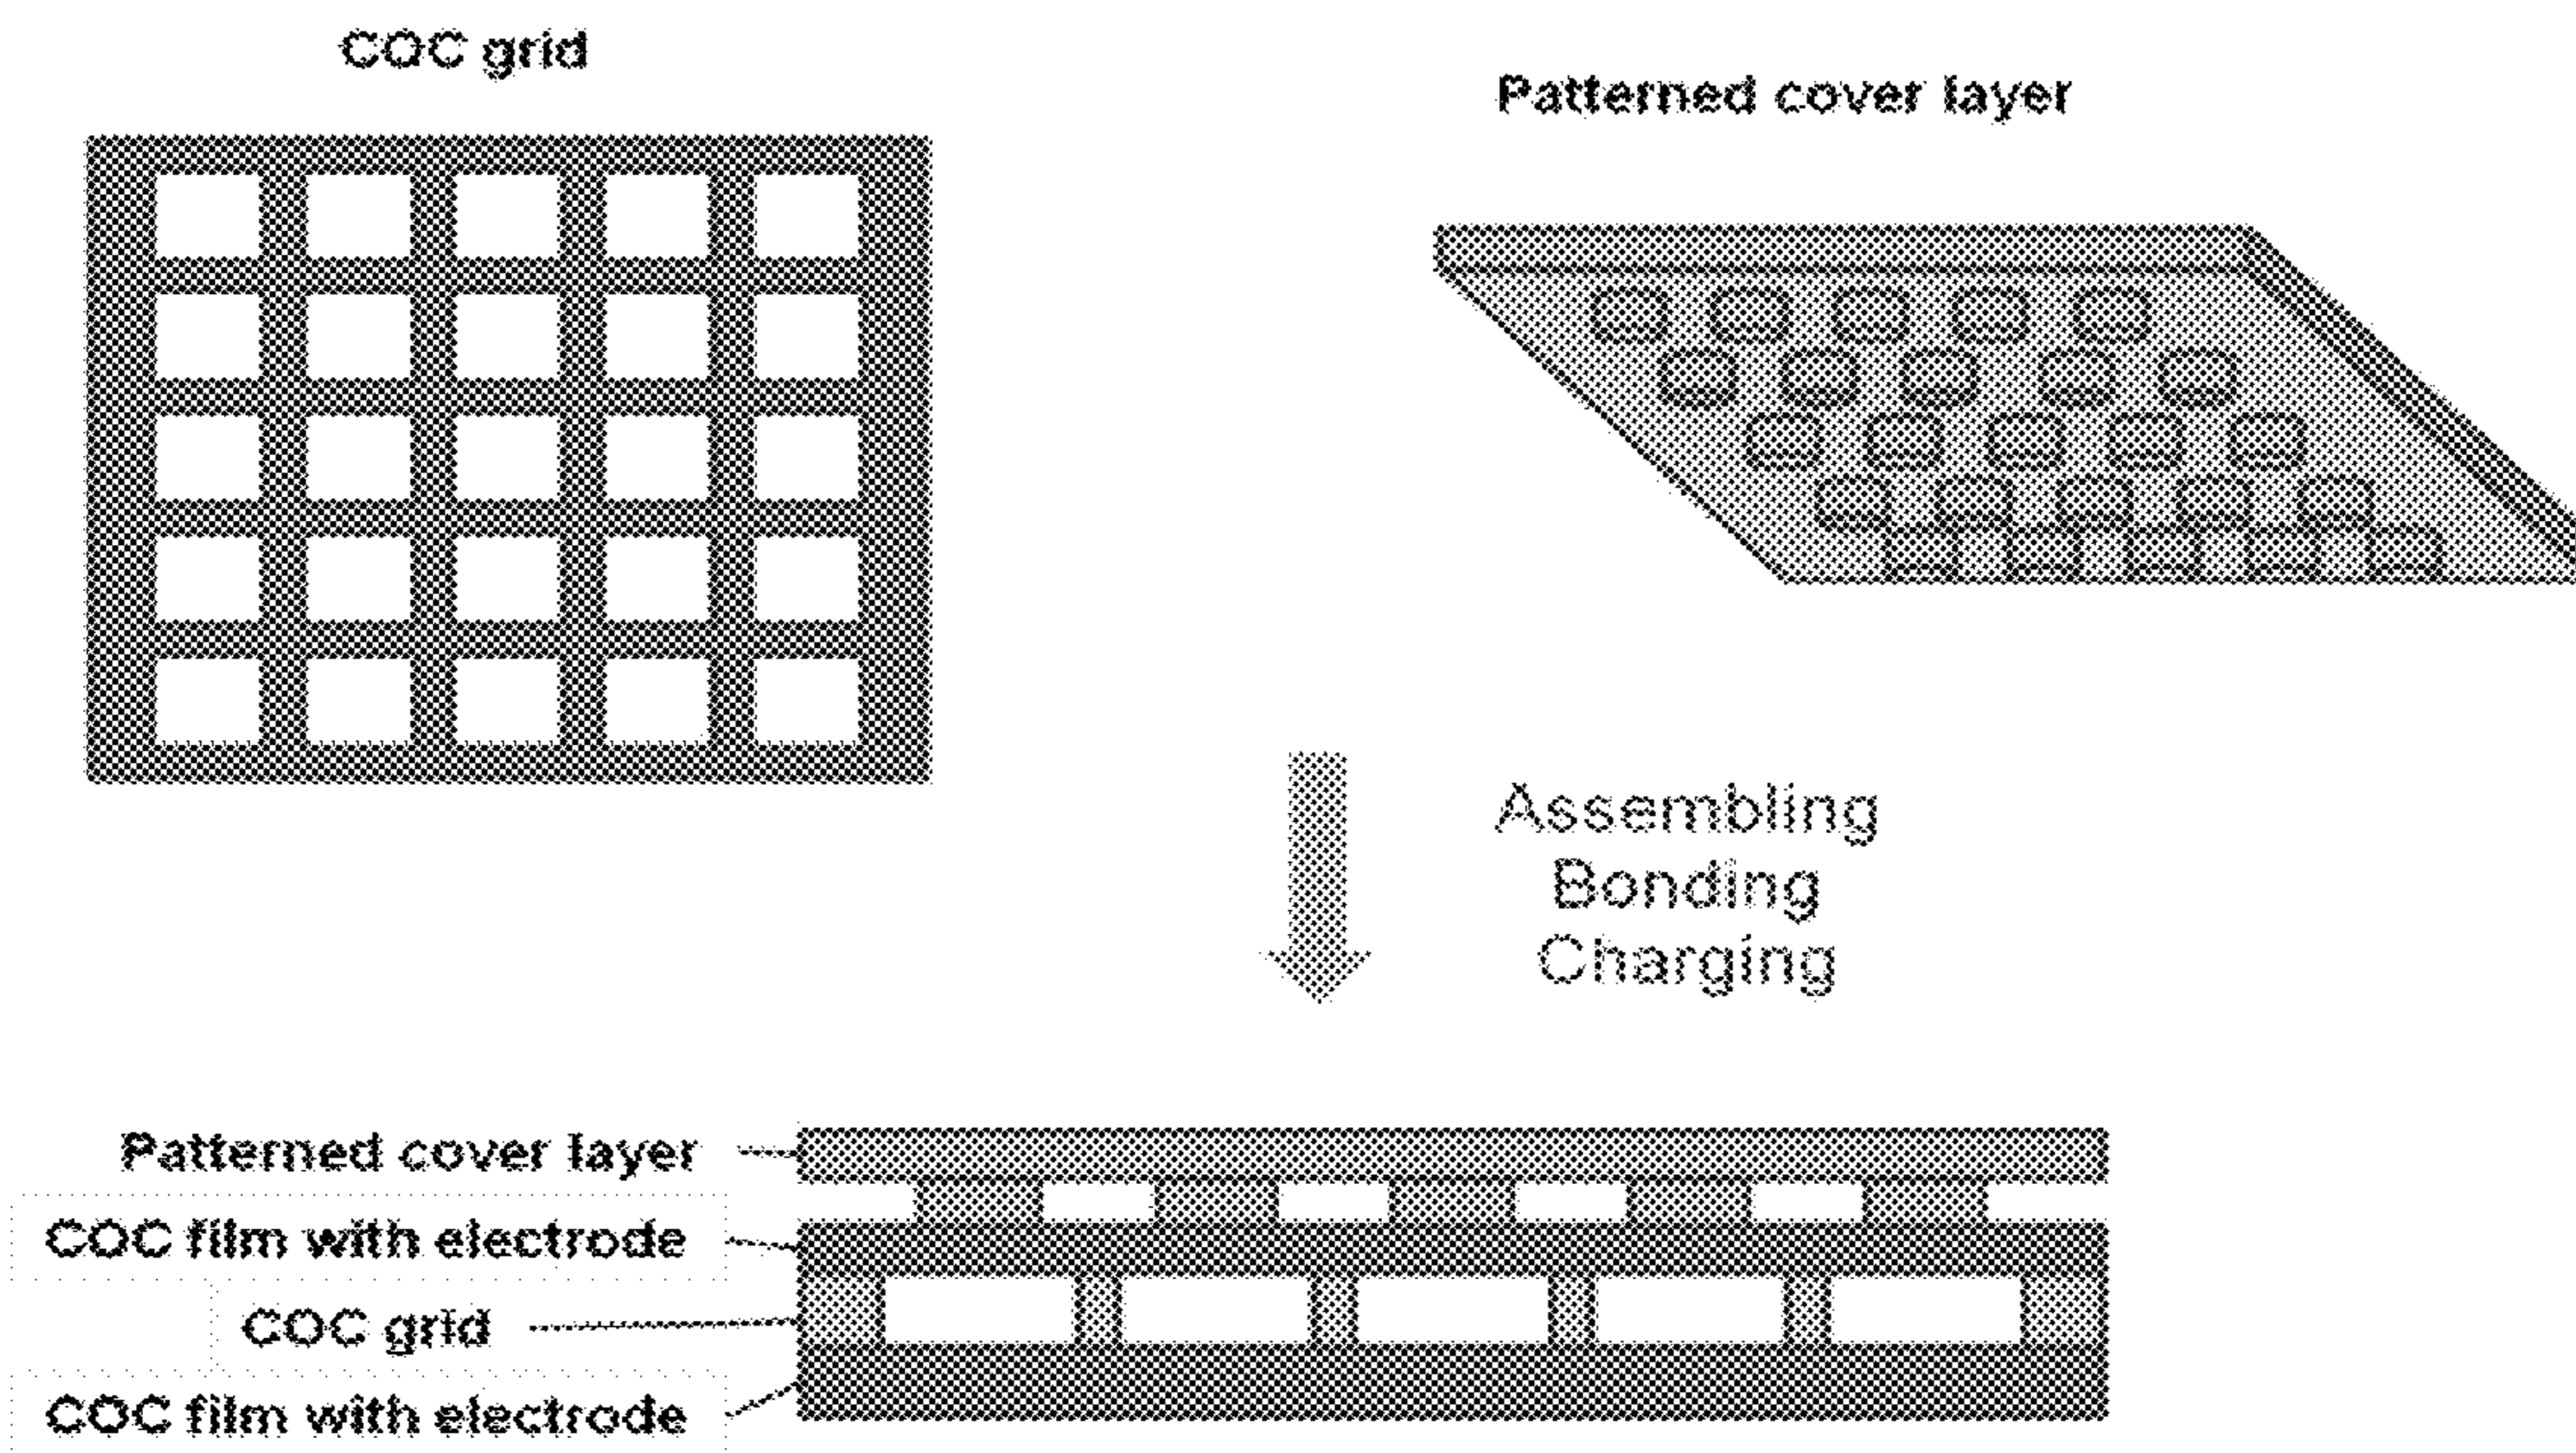 COC grid
Patterned cover layer
Assembling
Bonding
Charging
Patterned cover layer
COC film with electrode
COC grid
COC film with electrode